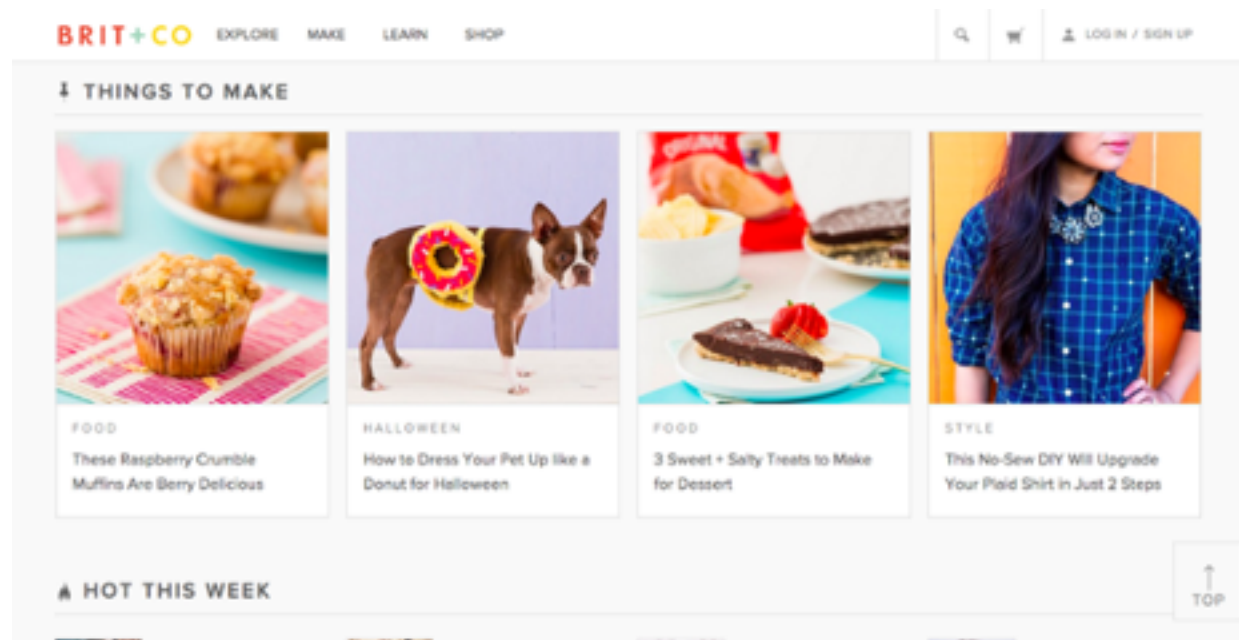 BRIT+CO EXPLORE MAKE LEARN SHOP LOG IN / SIGN UP
THINGS TO MAKE
ORIGINAL
FOOD
These Raspberry Crumble
Muffins Are Berry Delicious
HALLOWEEN
How to Dress Your Pet Up like a
Donut for Halloween
FOOD
3 Sweet + Salty Treats to Make
for Dessert
STYLE
This No-Sew DIY Will Upgrade
Your Plaid Shirt in Just 2 Steps
HOT THIS WEEK
TOP